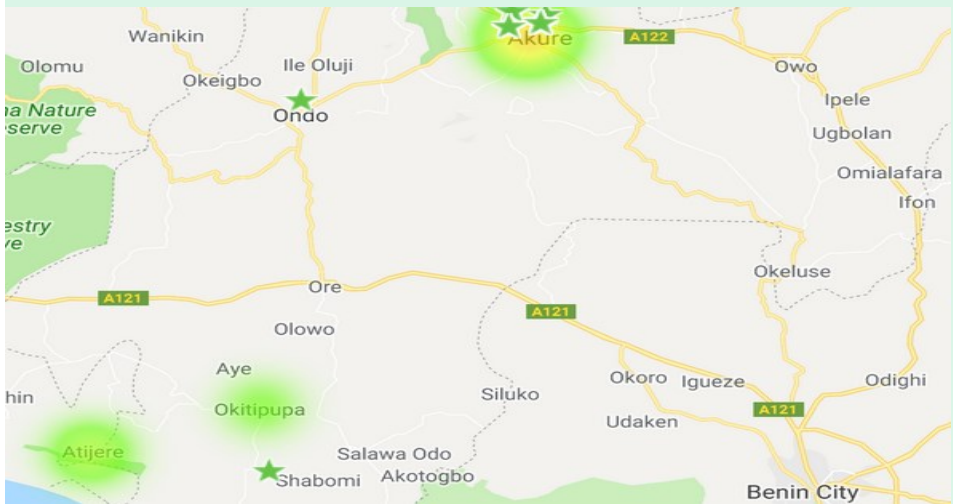 Wanikin
Akure
A122
Olomu
Ile Oluji
Owo
Okeigbo
Ipele
na Nature
eserve
Ondo
Ugbolan
Omialafara
Ifon
estry
ve
Okeluse
Ore
A121
A121
Olowo
Aye
Okoro
Igueze
Odighi
hin
Siluko
Okitipupa
A121
Udaken
Atijere
Salawa Odo
Shabomi
Akotogbo
Benin City